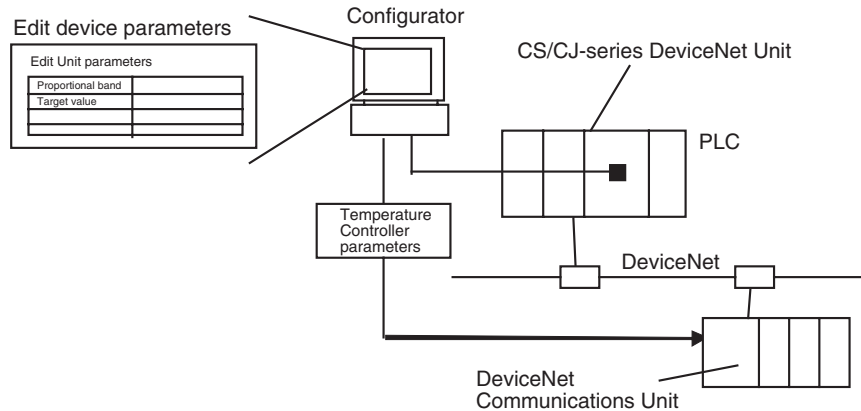 Configurator
Edit device parameters
Edit Unit parameters
Proportional band
Target value
CS/CJ-series DeviceNet Unit
PLC
Temperature
Controller
parameters
DeviceNet
DeviceNet
Communications Unit